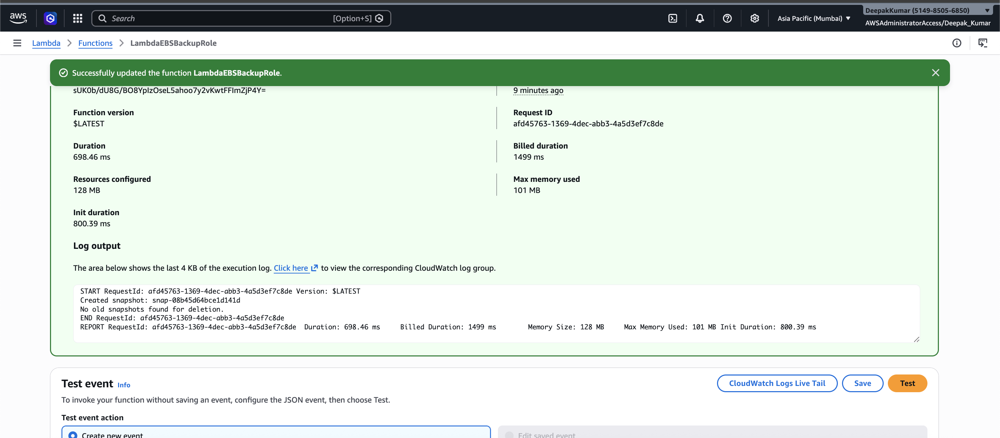 aws
Search
[Option+S]
Asia Pacific (Mumbai)
DeepakKumar (5149-8505-6850)
AWSAdministratorAccess/Deepak_Kumar
Lambda
Functions
LambdaEBSBackupRole
Successfully updated the function LambdaEBSBackupRole.
sUK0b/dU8G/BO8YpIzOseL5ahoo7y2vKwtFFImZjP4Y=
9 minutes ago
Function version
$LATEST
Request ID
afd45763-1369-4dec-abb3-4a5d3ef7c8de
Duration
698.46 ms
Billed duration
1499 ms
Resources configured
128 MB
Max memory used
101 MB
Init duration
800.39 ms
Log output
The area below shows the last 4 KB of the execution log. Click here to view the corresponding CloudWatch log group.
START RequestId: afd45763-1369-4dec-abb3-4a5d3ef7c8de Version: $LATEST
Created snapshot: snap-08b45d64bce1d141d
No old snapshots found for deletion.
END RequestId: afd45763-1369-4dec-abb3-4a5d3ef7c8de
REPORT RequestId: afd45763-1369-4dec-abb3-4a5d3ef7c8de Duration: 698.46 ms Billed Duration: 1499 ms Memory Size: 128 MB Max Memory Used: 101 MB Init Duration: 800.39 ms
Test event Info
CloudWatch Logs Live Tail
Save
Test
To invoke your function without saving an event, configure the JSON event, then choose Test.
Test event action
Create new event
Edit saved event